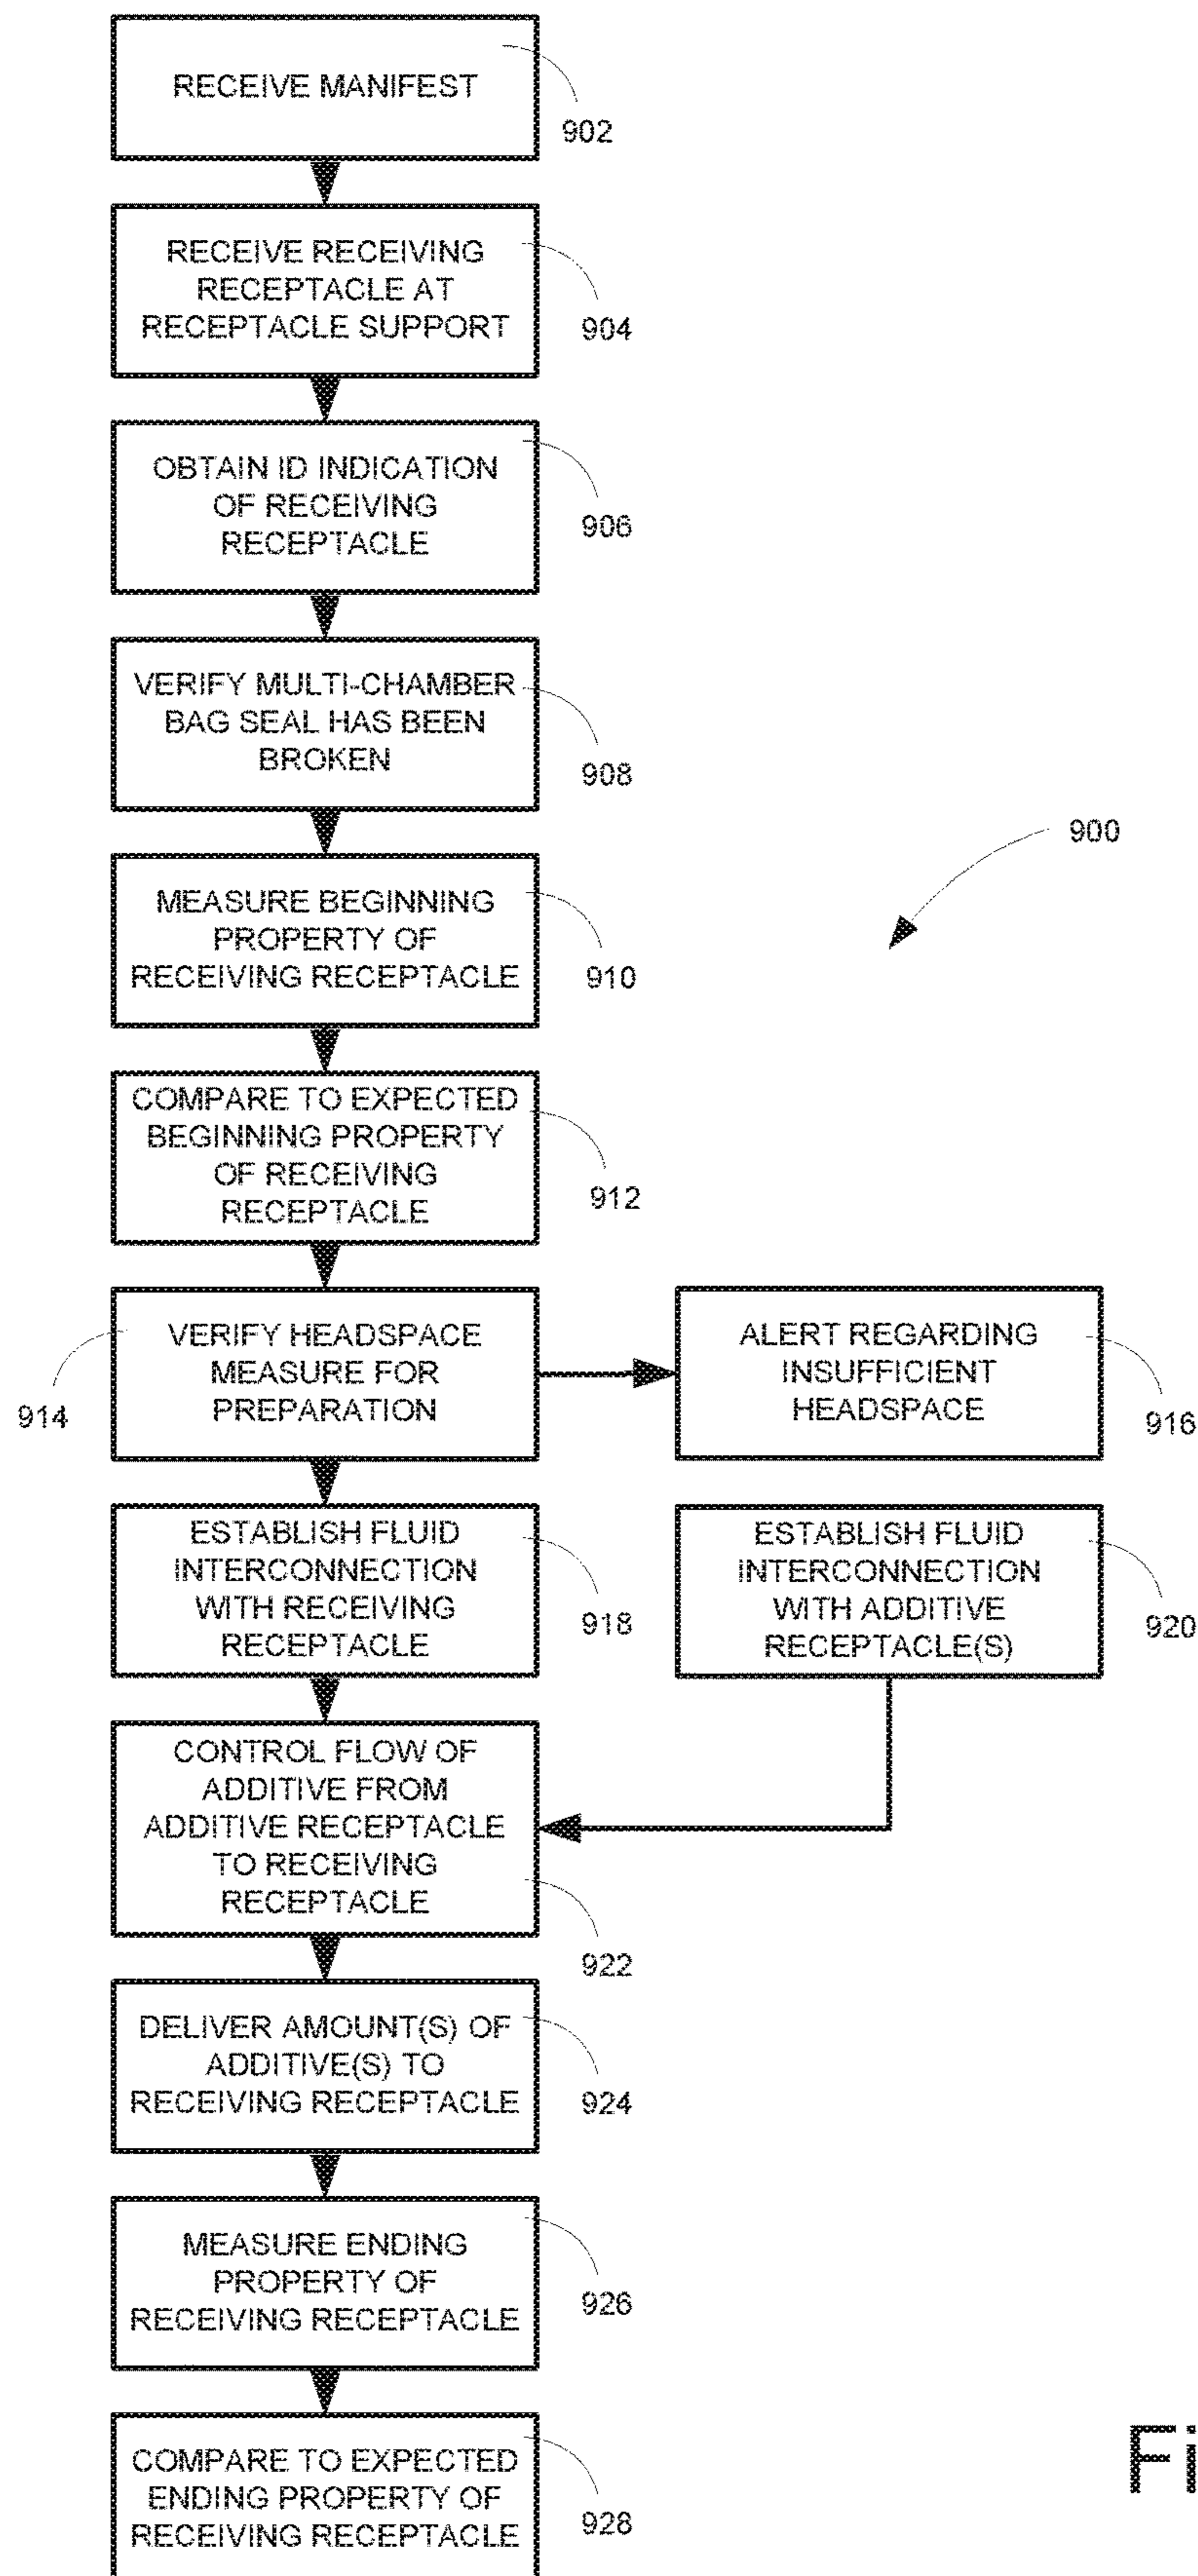 RECEIVE MANIFEST
902
RECEIVE RECEIVING
RECEPTACLE AT
RECEPTACLE SUPPORT
904
OBTAIN ID INDICATION
OF RECEIVING
RECEPTACLE
906
VERIFY MULTI-CHAMBER
BAG SEAL HAS BEEN
BROKEN
908
900
MEASURE BEGINNING
PROPERTY OF
RECEIVING RECEPTACLE
910
COMPARE TO EXPECTED
BEGINNING PROPERTY
OF RECEIVING
RECEPTACLE
912
VERIFY HEADSPACE
MEASURE FOR
PREPARATION
914
ALERT REGARDING
INSUFFICIENT
HEADSPACE
916
ESTABLISH FLUID
INTERCONNECTION
WITH RECEIVING
RECEPTACLE
918
ESTABLISH FLUID
INTERCONNECTION
WITH ADDITIVE
RECEPTACLE(S)
920
CONTROL FLOW OF
ADDITIVE FROM
ADDITIVE RECEPTACLE
TO RECEIVING
RECEPTACLE
922
DELIVER AMOUNT(S) OF
ADDITIVE(S) TO
RECEIVING RECEPTACLE
924
MEASURE ENDING
PROPERTY OF
RECEIVING RECEPTACLE
926
COMPARE TO EXPECTED
ENDING PROPERTY OF
RECEIVING RECEPTACLE
928
Fi